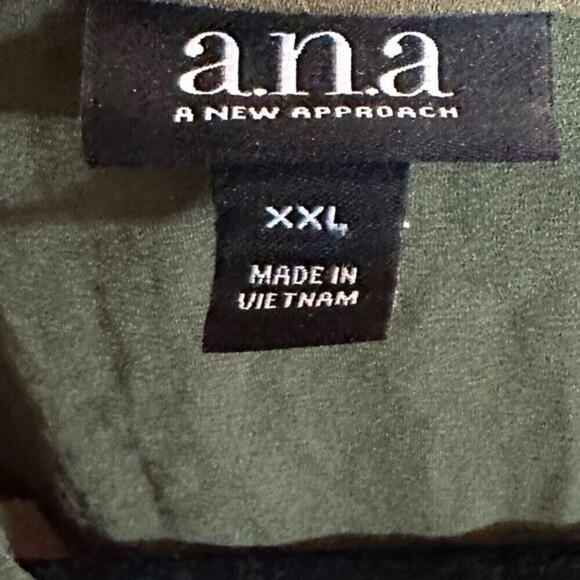 a.n.a
A NEW APPROACH
XXL
MADE IN
VIETNAM